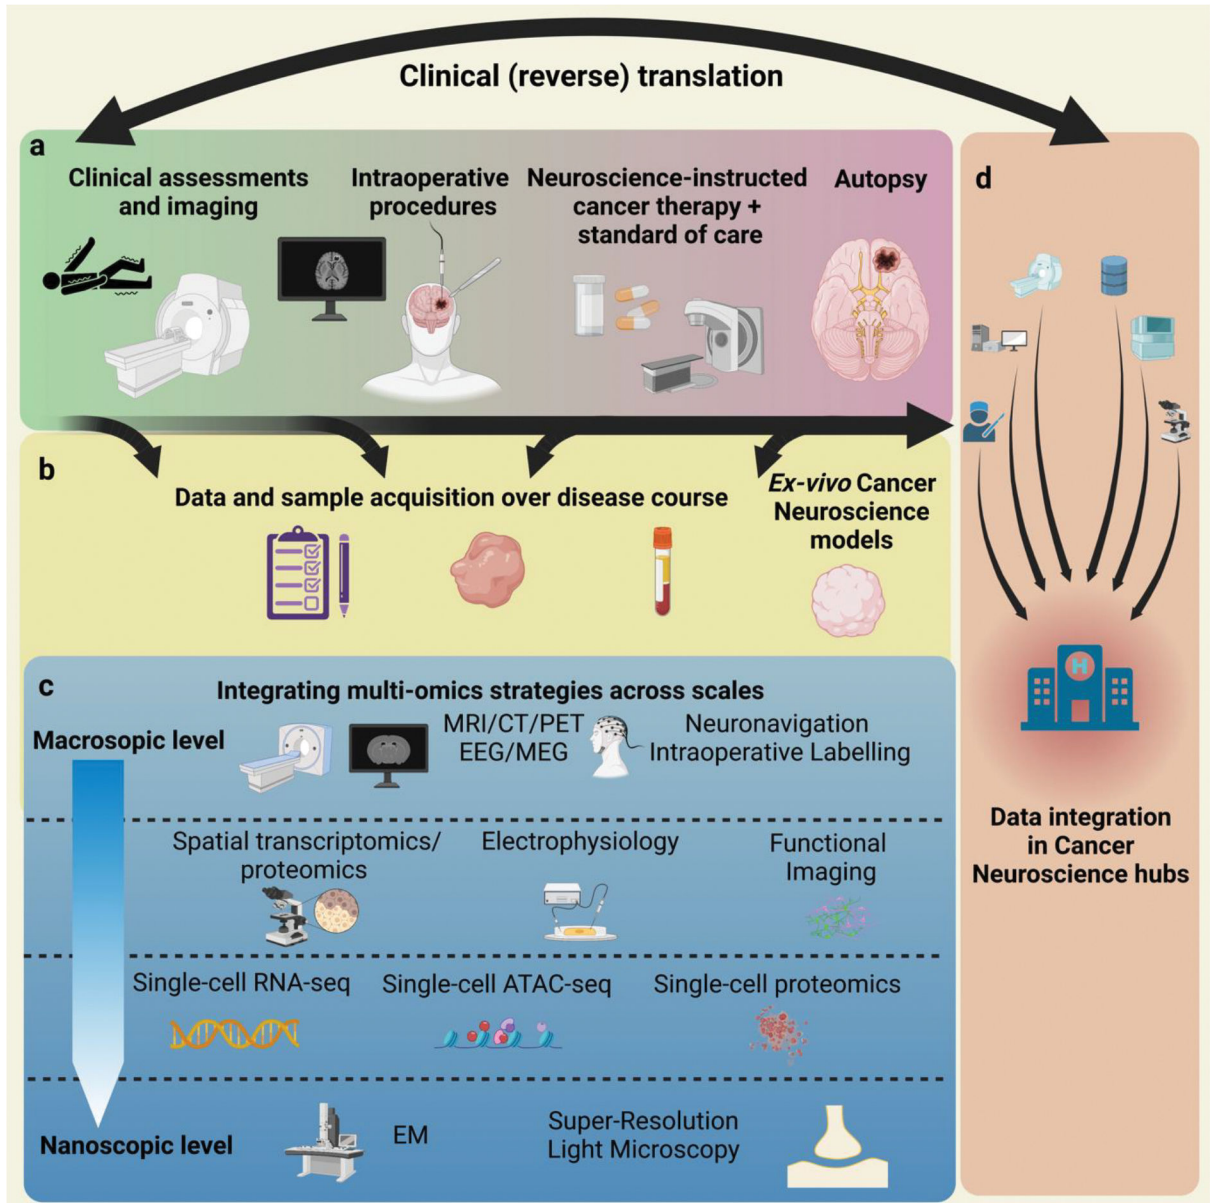 Clinical (reverse) translation
a
Clinical assessments
and imaging
Intraoperative
procedures
Neuroscience-instructed
cancer therapy +
standard of care
Autopsy
b
Data and sample acquisition over disease course
Ex-vivo Cancer
Neuroscience
models
c
Integrating multi-omics strategies across scales
Macrosopic level
MRI/CT/PET
EEG/MEG
Neuronavigation
Intraoperative Labelling
Spatial transcriptomics/
proteomics
Electrophysiology
Functional
Imaging
Single-cell RNA-seq
Single-cell ATAC-seq
Single-cell proteomics
Nanoscopic level
EM
Super-Resolution
Light Microscopy
d
H
Data integration
in Cancer
Neuroscience hubs